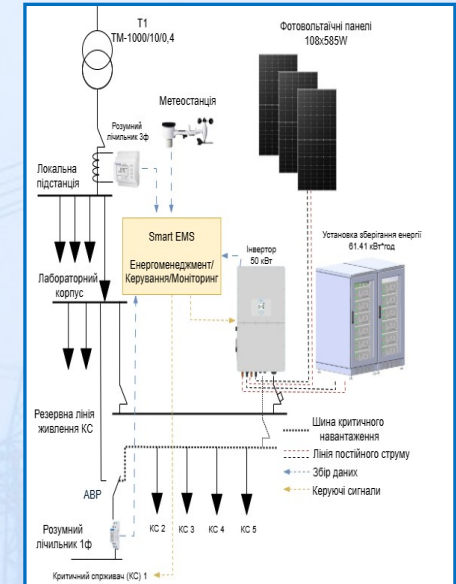 Т1
ТМ-1000/10/0,4
Фотовольтаїчні панелі
108x585W
Метеостанція
Розумний
лічильник 3ф
Локальна
підстанція
Smart EMS
Енергоменеджмент/
Керування/Моніторинг
Інвертор
50 кВт
Установка зберігання енергії
61.41 кВт*год
Лабораторний
корпус
Резервна лінія
живлення КС
Шина критичного
навантаження
Лінія постійного струму
Збір даних
Керуючі сигнали
АВР
Розумний
лічильник 1ф
КС 2
КС 3
КС 4
КС 5
Критичний спрживач (КС) 1